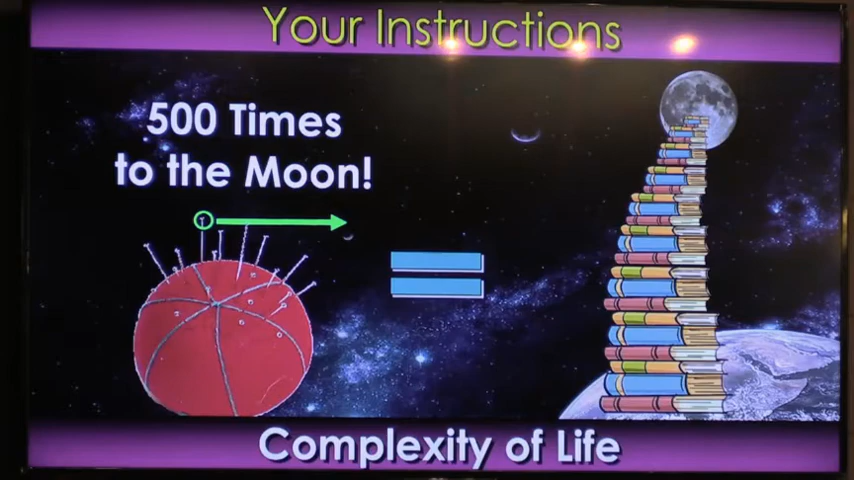 Your Instructions
500 Times
to the Moon!
Complexity of Life